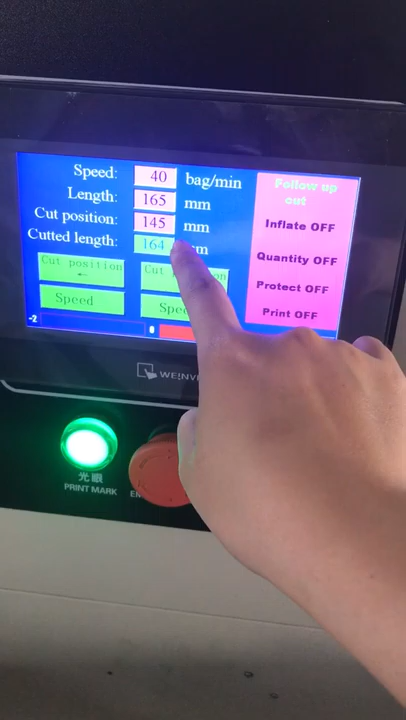 Speed: 40 bag/min
Length: 165 mm
Cut position: 145 mm
Cutted length: 164
Follow up
cut
Inflate OFF
Quantity OFF
Protect OFF
Print OFF
Cut position
←
Cut
Speed
-2
0
光眼
PRINT MARK